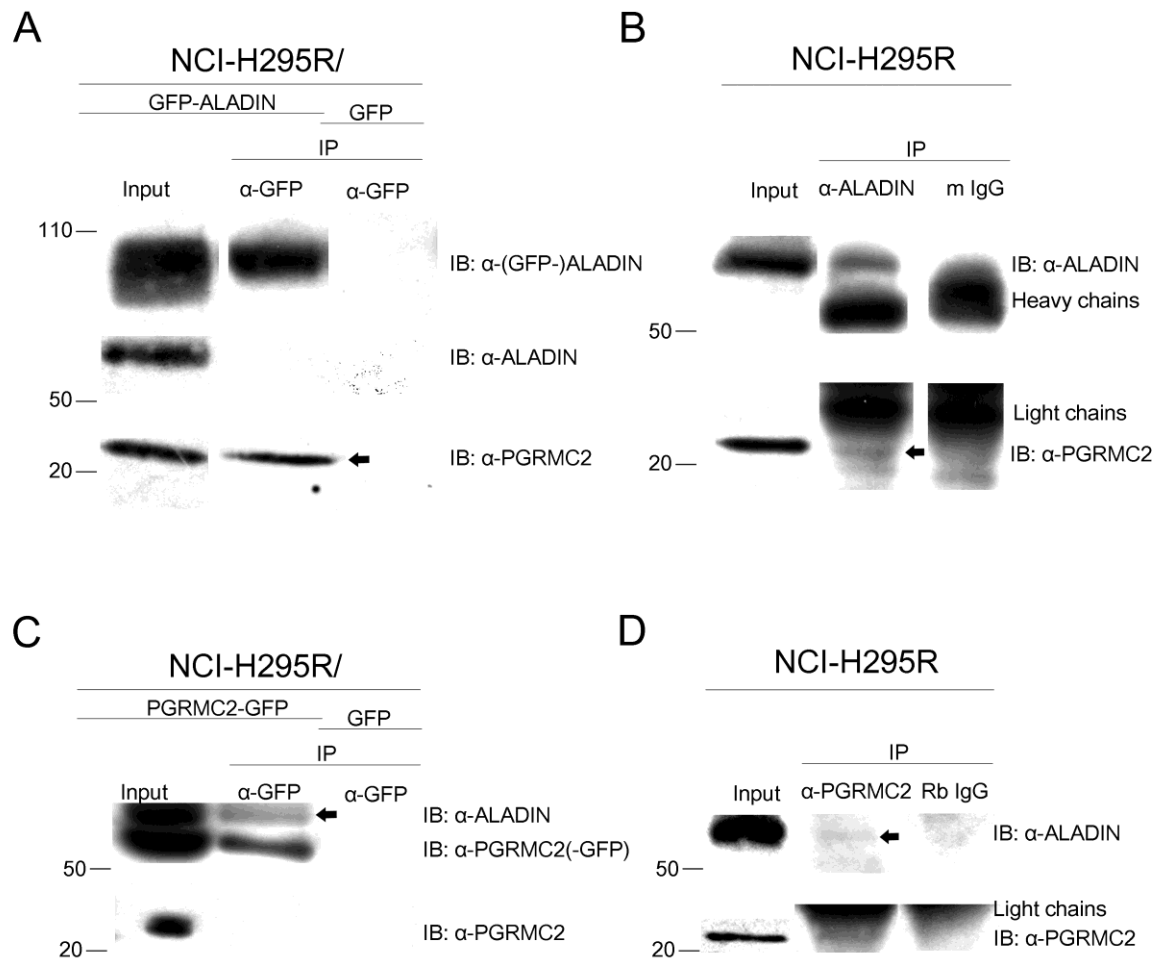 A
NCI-H295R/
GFP-ALADIN
GFP
IP
Input
α-GFP
α-GFP
110
IB: α-(GFP-)ALADIN
IB: α-ALADIN
50
IB: α-PGRMC2
20
B
NCI-H295R
IP
Input
α-ALADIN
m IgG
IB: α-ALADIN
Heavy chains
50
Light chains
IB: α-PGRMC2
20
C
NCI-H295R/
PGRMC2-GFP
GFP
IP
Input
α-GFP
α-GFP
IB: α-ALADIN
IB: α-PGRMC2(-GFP)
50
IB: α-PGRMC2
20
D
NCI-H295R
IP
Input
α-PGRMC2
Rb IgG
IB: α-ALADIN
50
Light chains
IB: α-PGRMC2
20